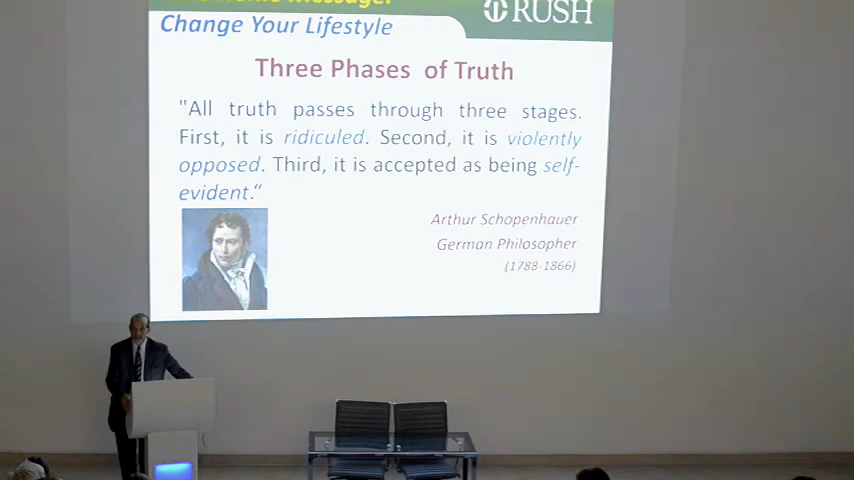 Change Your Lifestyle
RUSH
Three Phases of Truth
"All truth passes through three stages.
First, it is ridiculed. Second, it is violently
opposed. Third, it is accepted as being self-
evident.“
Arthur Schopenhauer
German Philosopher
(1788-1866)